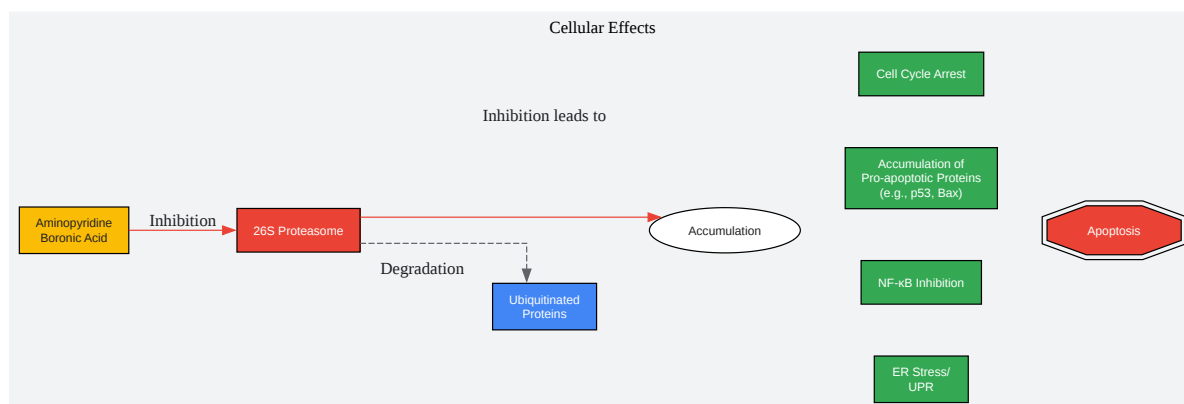 Cellular Effects
Cell Cycle Arrest
Inhibition leads to
Accumulation of
Pro-apoptotic Proteins
(e.g., p53, Bax)
Aminopyridine
Boronic Acid
Inhibition
26S Proteasome
Accumulation
Apoptosis
Degradation
NF-κB Inhibition
Ubiquitinated
Proteins
ER Stress/
UPR